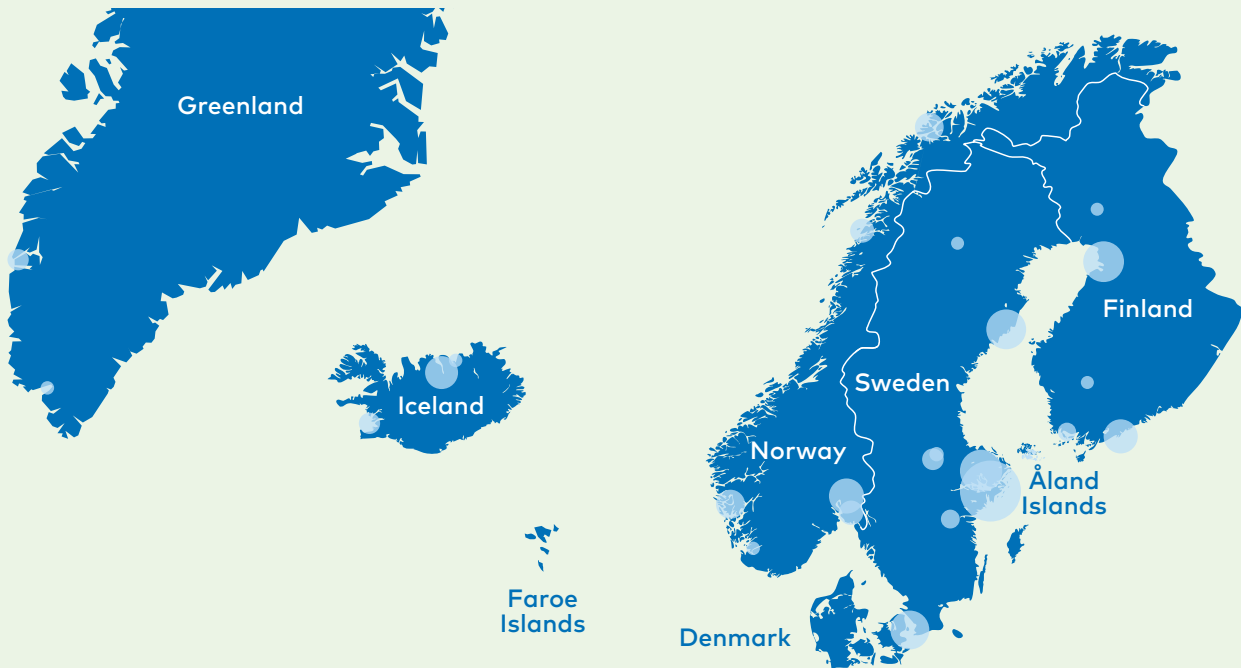 Greenland
Finland
Sweden
Iceland
Norway
Åland
Islands
Faroe
Islands
Denmark